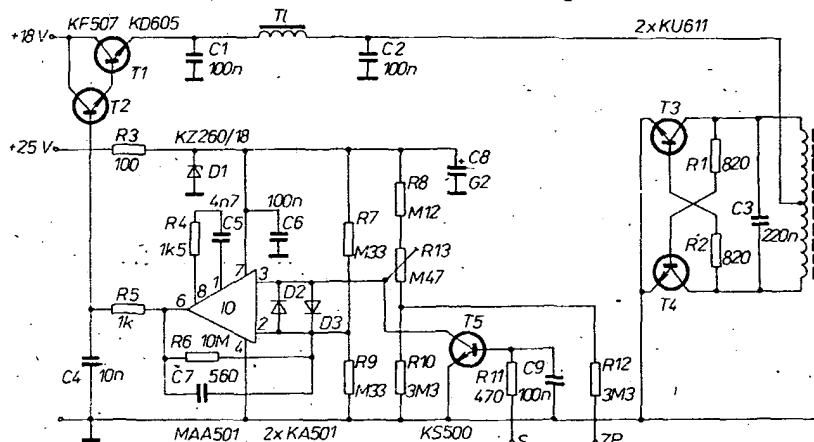 KF507 KD605
Tl
2xKU611
+18 V
T1
C1
100n
C2
100n
T2
T3
R3
100
KZ260/18
+25 V
D1
C8
G2
R1
820
4n7
100n
R4
1k5
C5
C6
R7
M33
R8
M12
R13
M47
C3
220n
R2
820
8
1
7
3
T4
R5
1k
6
IO
D2
D3
2
4
T5
R6
10M
C7
560
C4
10n
R9
M33
R10
3M3
R11
470
C9
100n
R12
3M3
MAA501
2xKA501
KS500
S